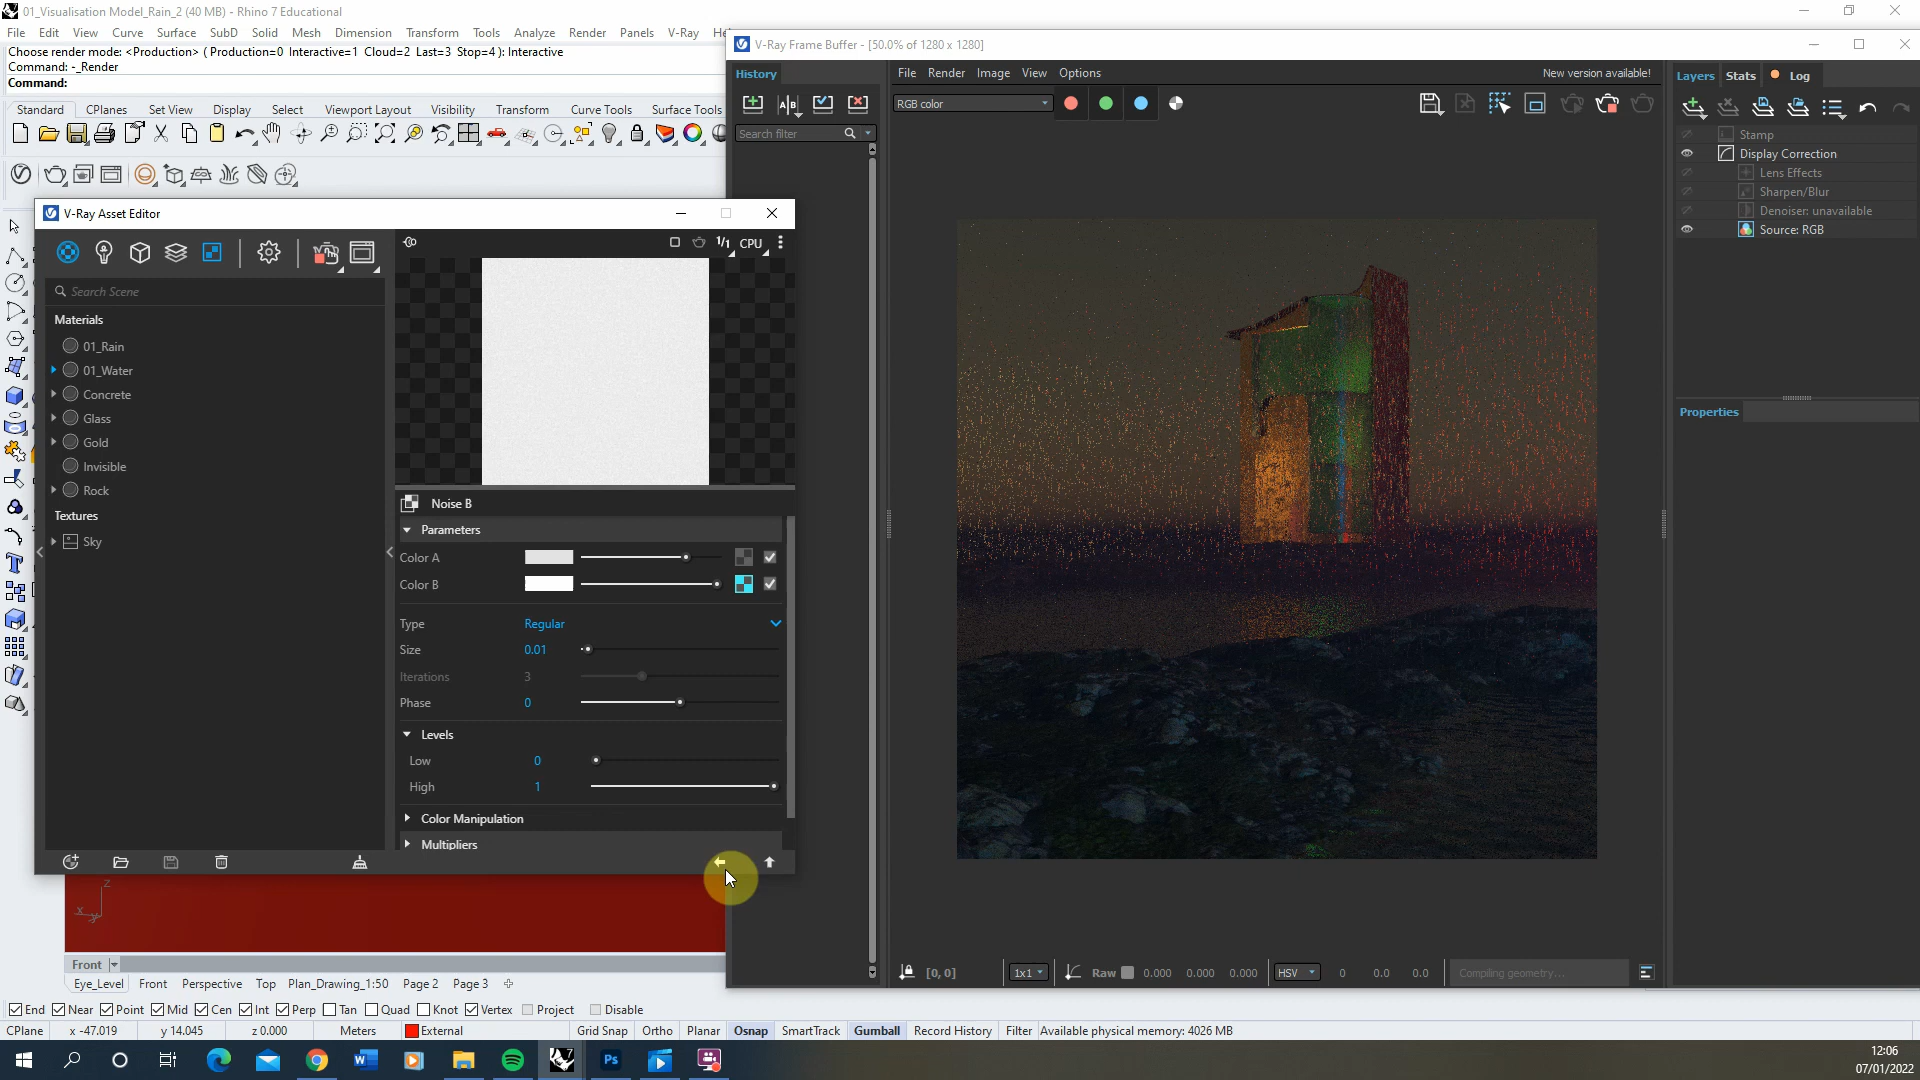 01_Visualisation Model_Rain_2 (40 MB) - Rhino 7 Educational
File Edit View Curve Surface SubD Solid Mesh Dimension Transform Tools Analyze Render Panels V-Ray
Choose render mode: <Production> ( Production=0 Interactive=1 Cloud=2 Last=3 Stop=4 ): Interactive
Command: -_Render
Command:
Standard CPlanes Set View Display Select Viewport Layout Visibility Transform Curve Tools Surface Tools
V-Ray Frame Buffer - [50.0% of 1280 x 1280]
History
File Render Image View Options
New version available!
RGB color
Search filter
Layers Stats Log
Stamp
Display Correction
Lens Effects
Sharpen/Blur
Denoiser: unavailable
Source: RGB
Properties
V-Ray Asset Editor
1/1 CPU
Search Scene
Materials
01_Rain
01_Water
Concrete
Glass
Gold
Invisible
Rock
Textures
Sky
Noise B
Parameters
Color A
Color B
Type Regular
Size 0.01
Iterations 3
Phase 0
Levels
Low 0
High 1
Color Manipulation
Multipliers
z
x
y
Front
Eye_Level Front Perspective Top Plan_Drawing_1:50 Page 2 Page 3
[0, 0] 1x1 Raw 0.000 0.000 0.000 HSV 0 0.0 0.0 Compiling geometry...
End Near Point Mid Cen Int Perp Tan Quad Knot Vertex Project Disable
CPlane x -47.019 y 14.045 z 0.000 Meters External Grid Snap Ortho Planar Osnap SmartTrack Gumball Record History Filter Available physical memory: 4026 MB
Ps
12:06
07/01/2022